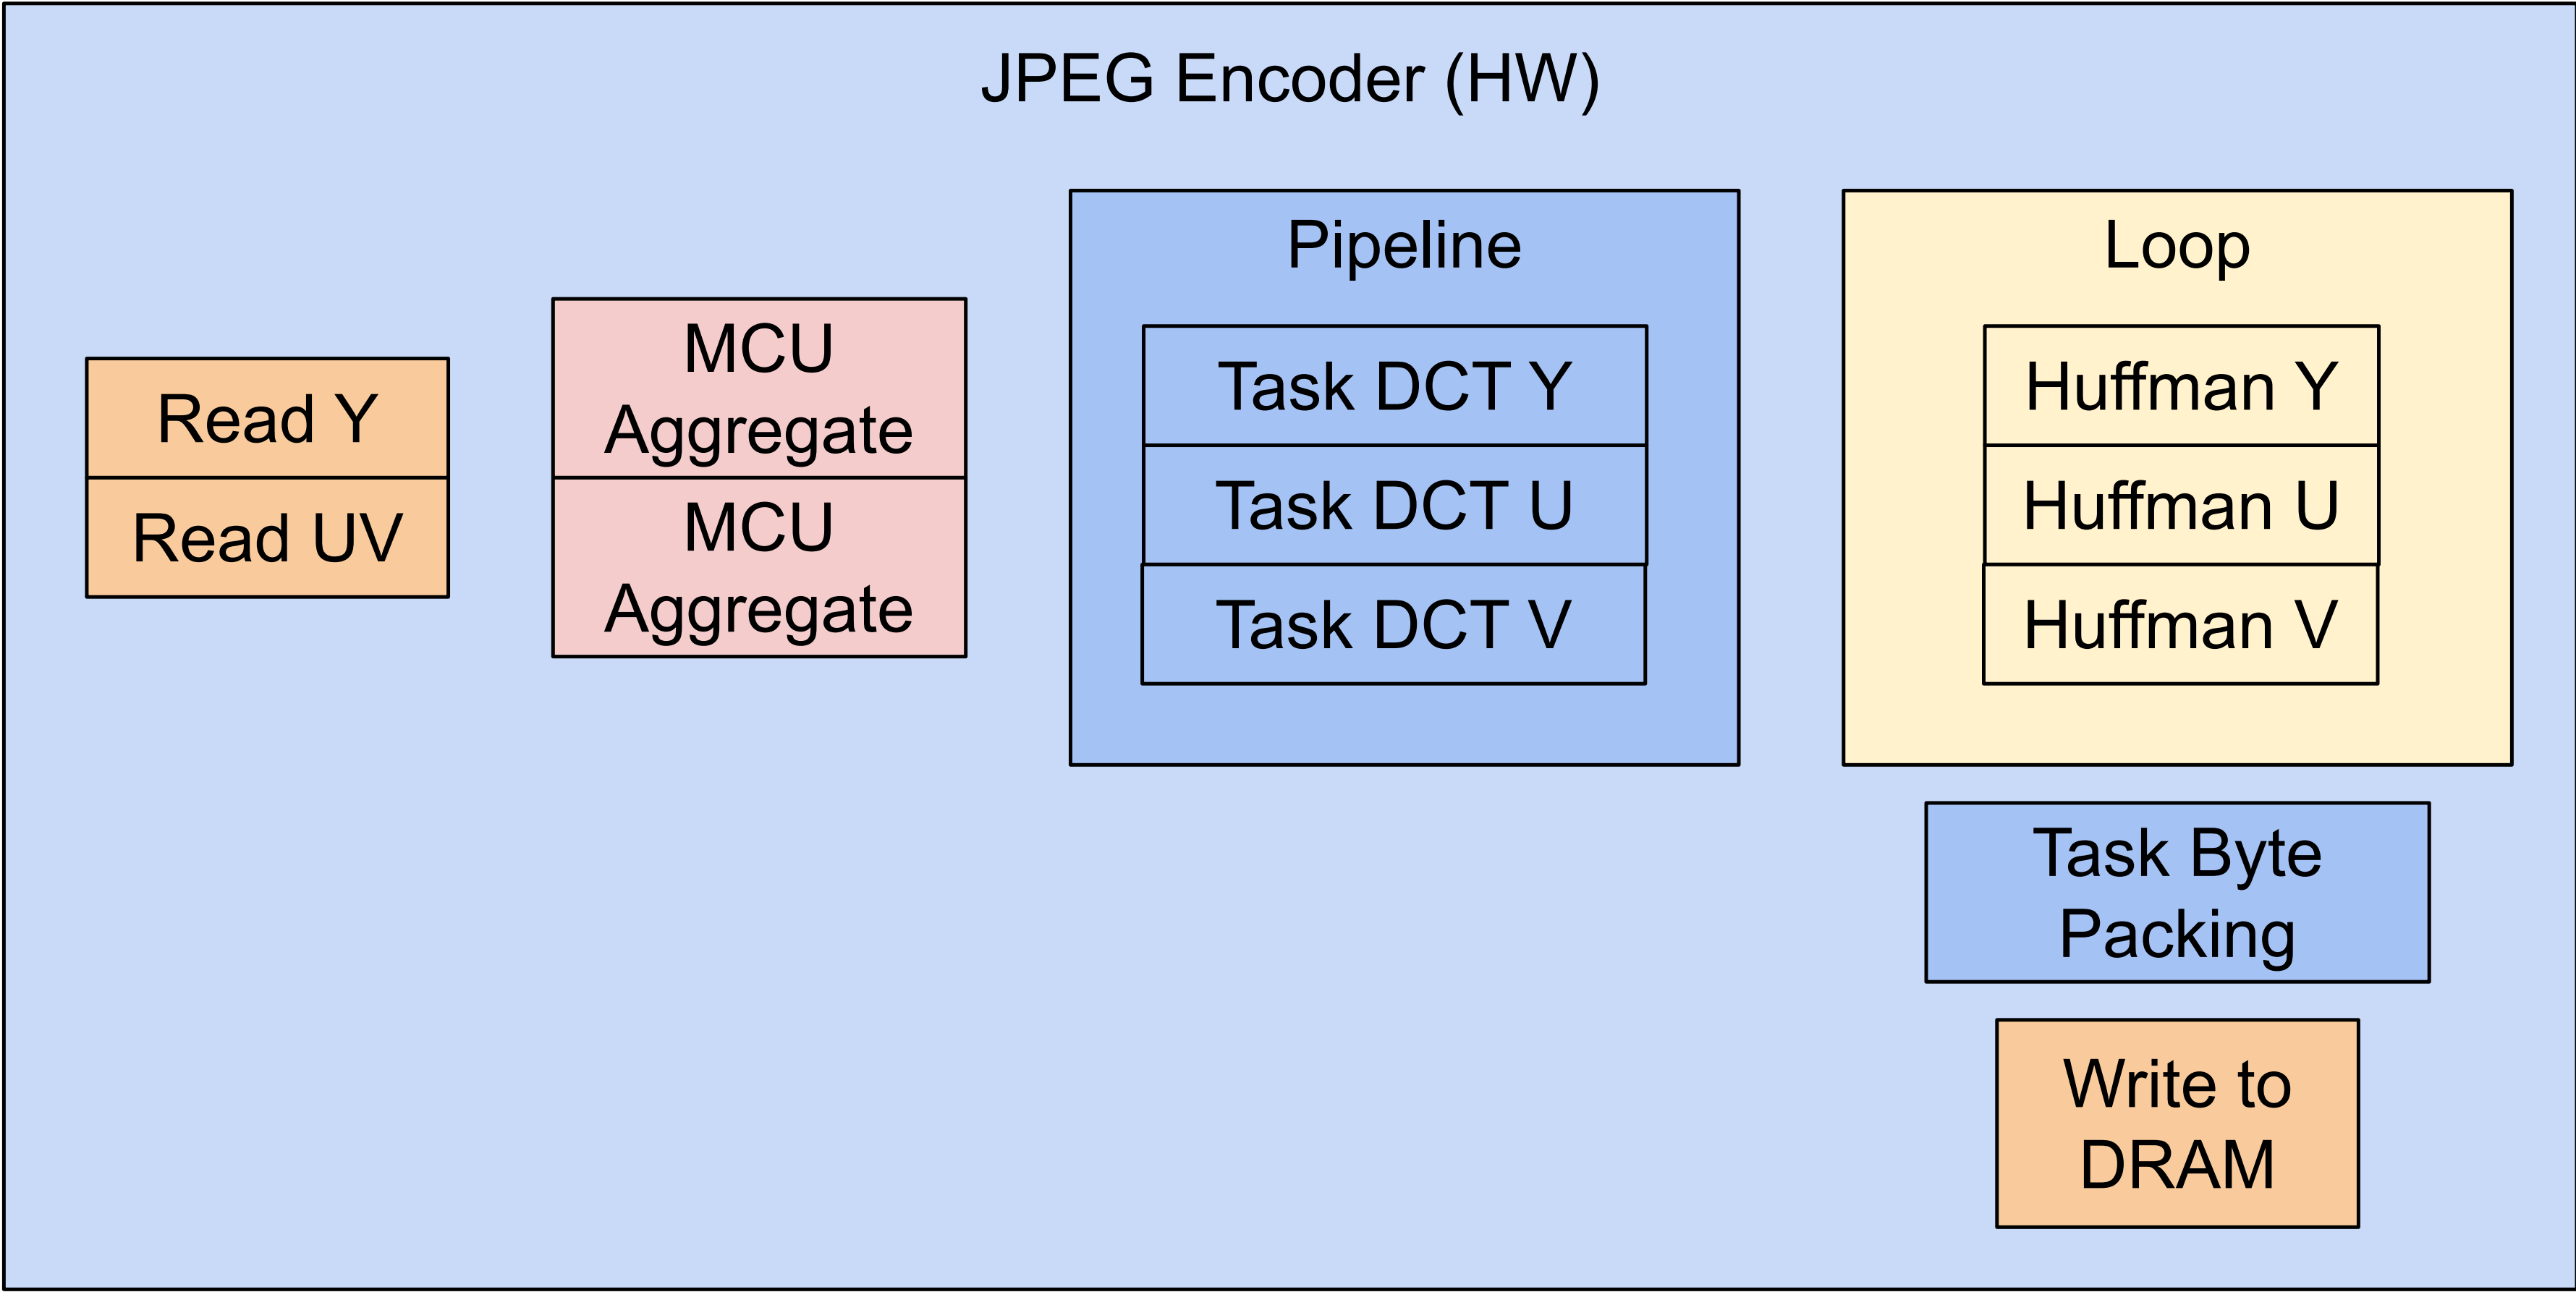 JPEG Encoder (HW)
Read Y
Read UV
MCU
Aggregate
MCU
Aggregate
Pipeline
Task DCT Y
Task DCT U
Task DCT V
Loop
Huffman Y
Huffman U
Huffman V
Task Byte
Packing
Write to
DRAM